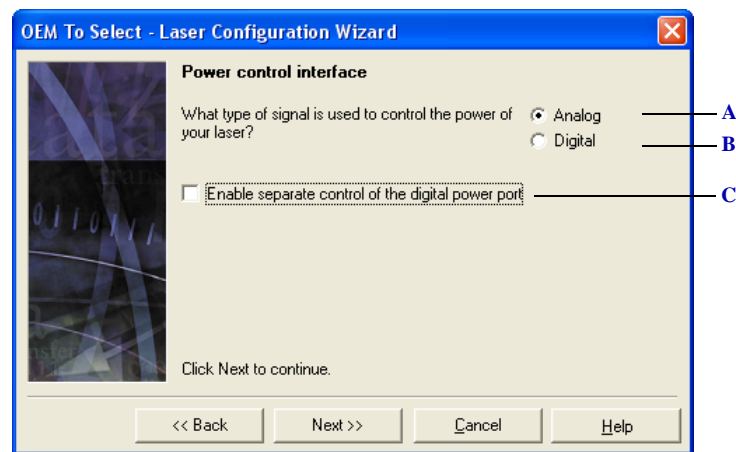 OEM To Select - Laser Configuration Wizard
Power control interface
What type of signal is used to control the power of
your laser?
Analog
A
Digital
B
Enable separate control of the digital power port
C
Click Next to continue.
<< Back
Next >>
Cancel
Help